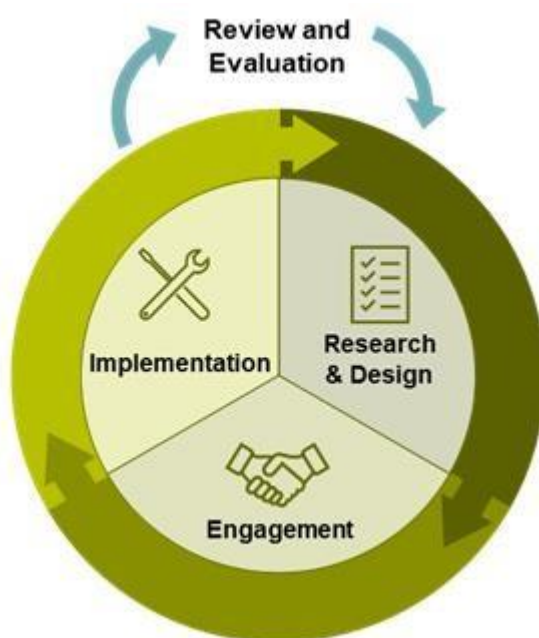 Review and
Evaluation
Implementation
Research
& Design
Engagement